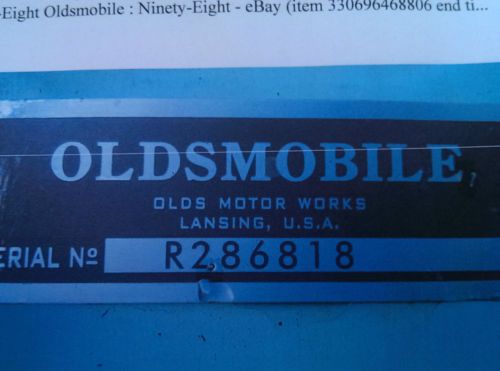 -Eight Oldsmobile : Ninety-Eight - eBay (item 330696468806 end ti...
OLDSMOBILE
OLDS MOTOR WORKS
LANSING, U.S.A.
ERIAL Nº R286818